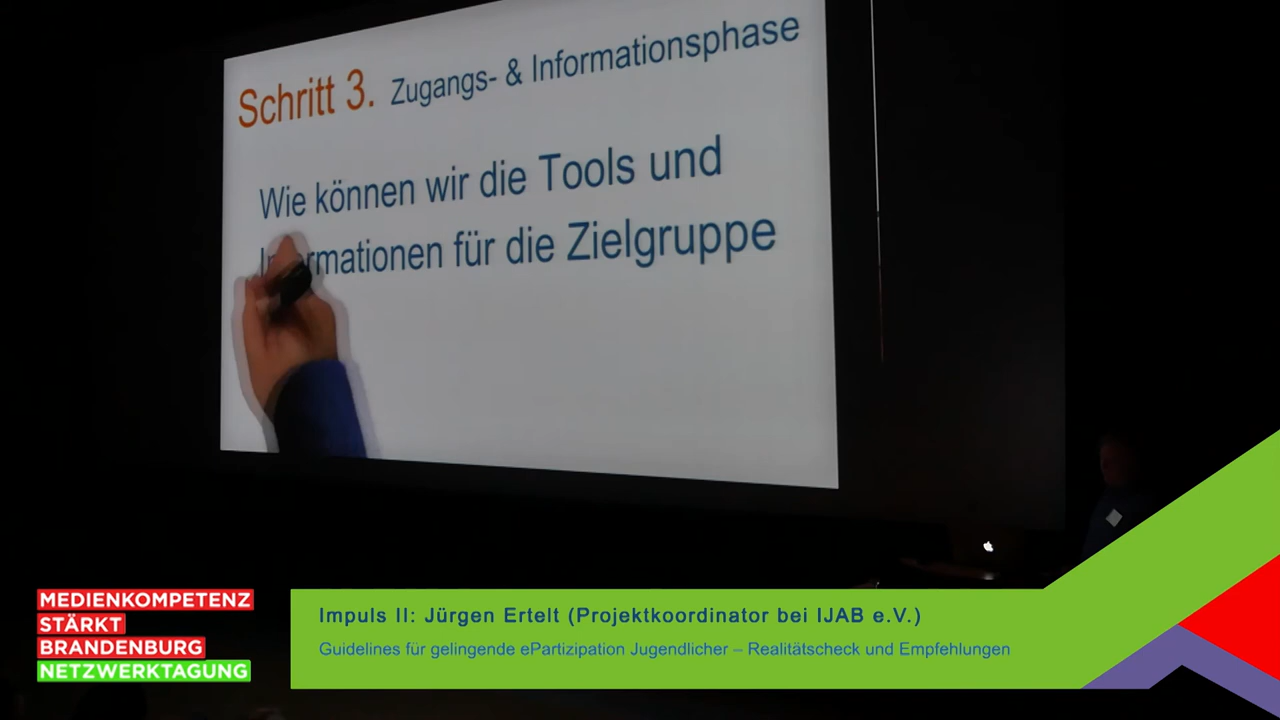 Schritt 3. Zugangs- & Informationsphase
Wie können wir die Tools und
Informationen für die Zielgruppe
MEDIENKOMPETENZ
STÄRKT
BRANDENBURG
NETZWERKTAGUNG
Impuls II: Jürgen Ertelt (Projektkoordinator bei IJAB e.V.)
Guidelines für gelingende ePartizipation Jugendlicher – Realitätscheck und Empfehlungen